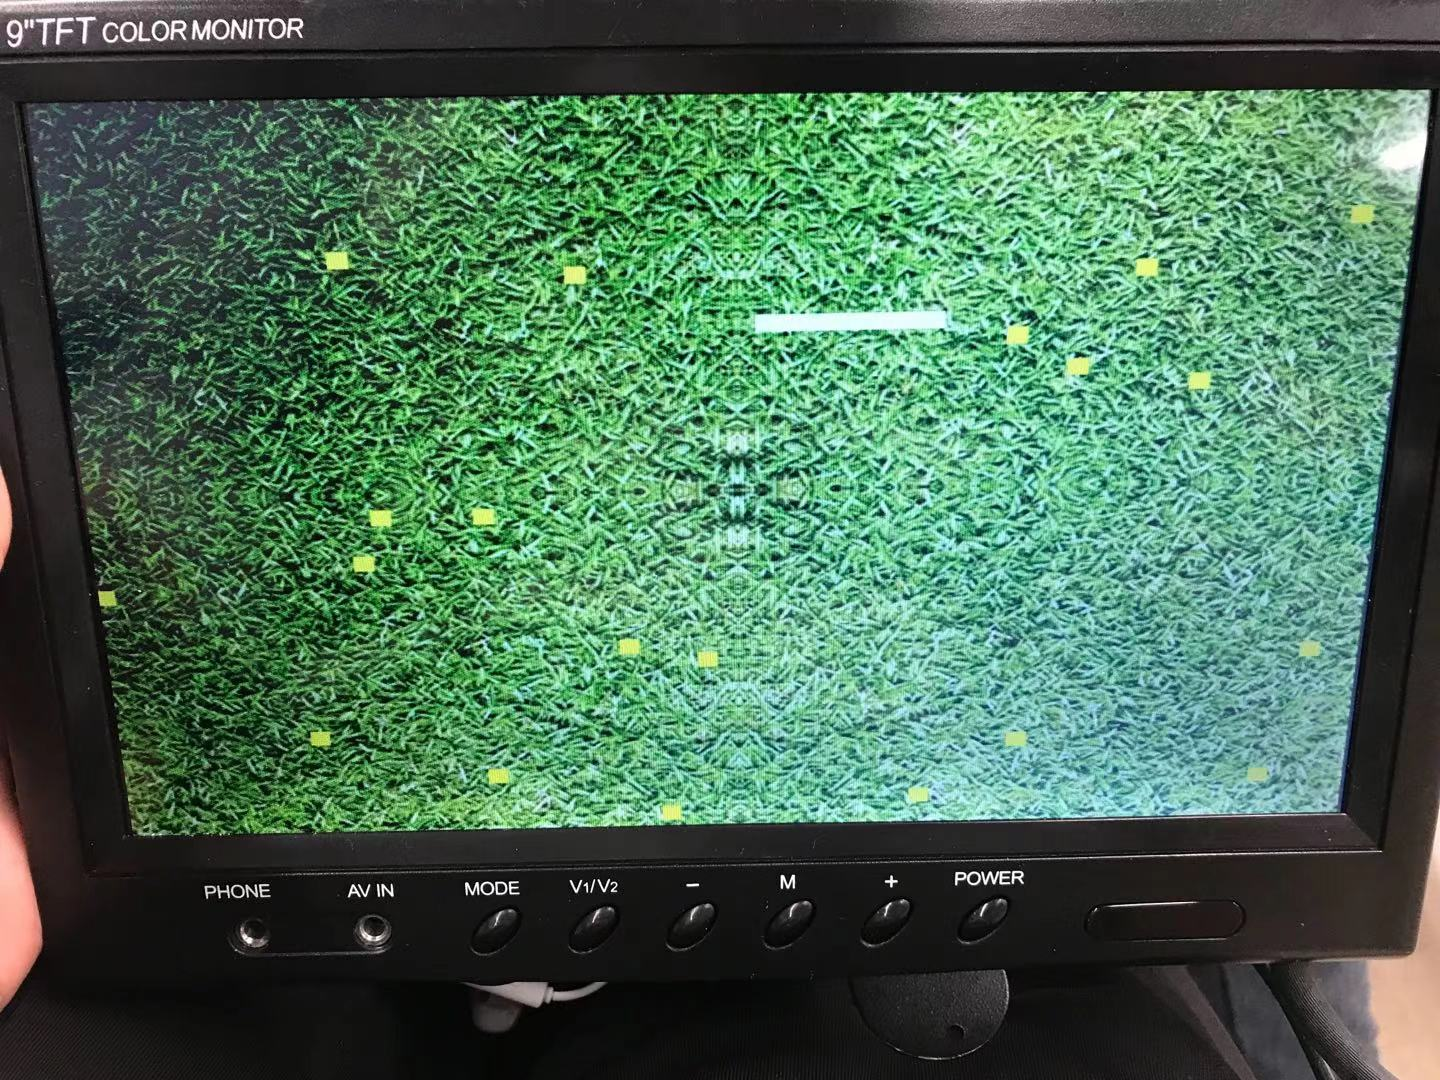 9"TFT COLOR MONITOR
PHONE AV IN MODE V1/V2 − M + POWER